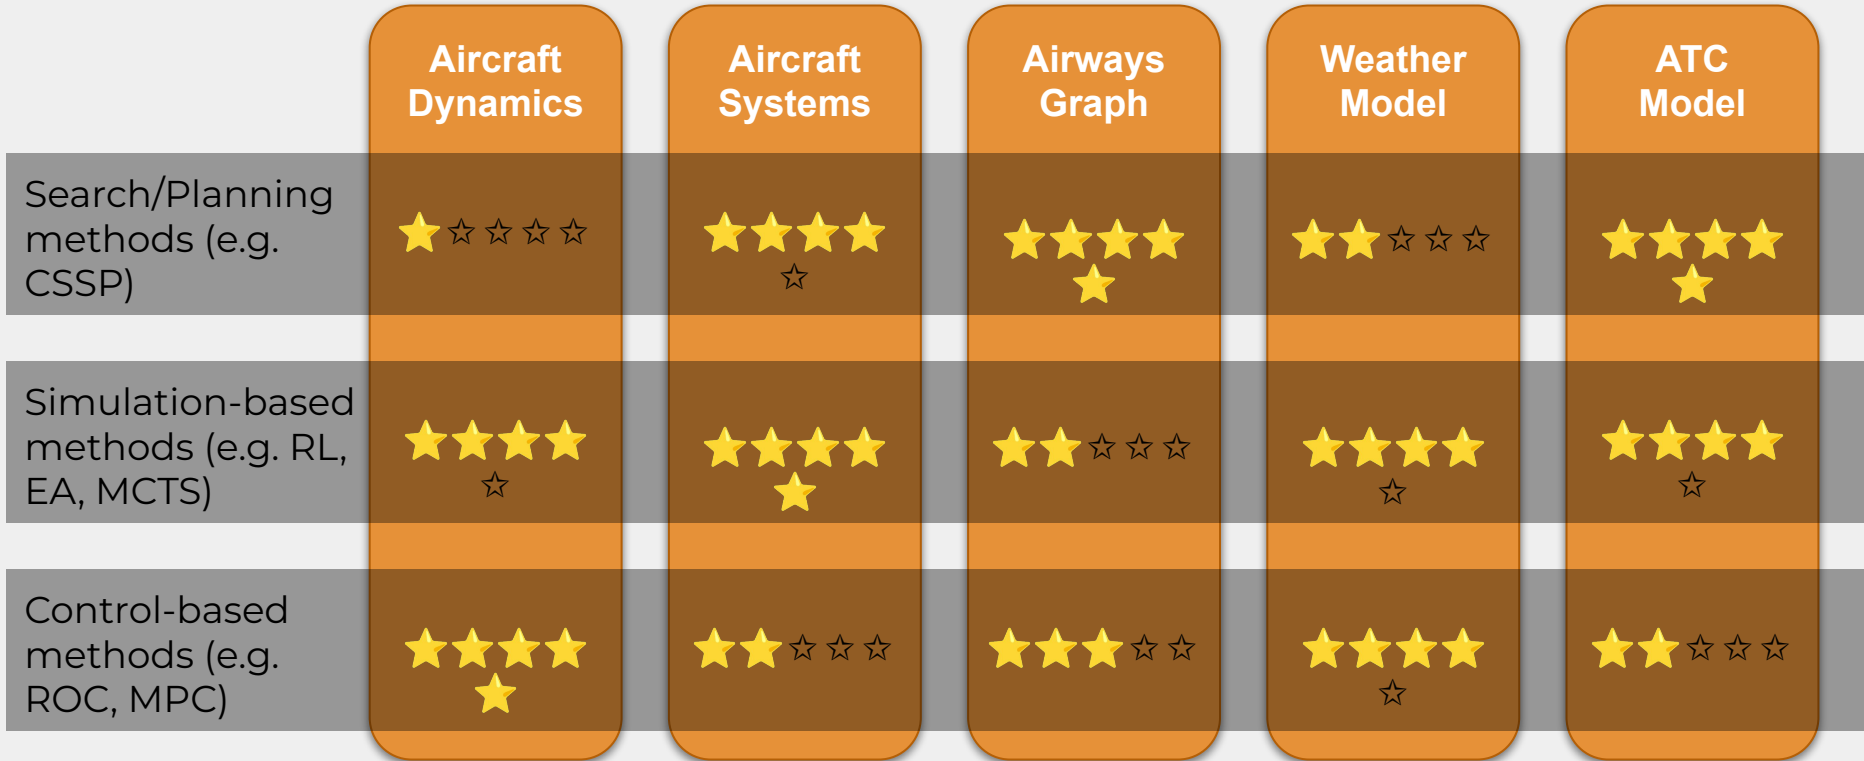 Aircraft
Dynamics
Aircraft
Systems
Airways
Graph
Weather
Model
ATC
Model
Search/Planning
methods (e.g.
CSSP)
Simulation-based
methods (e.g. RL,
EA, MCTS)
Control-based
methods (e.g.
ROC, MPC)